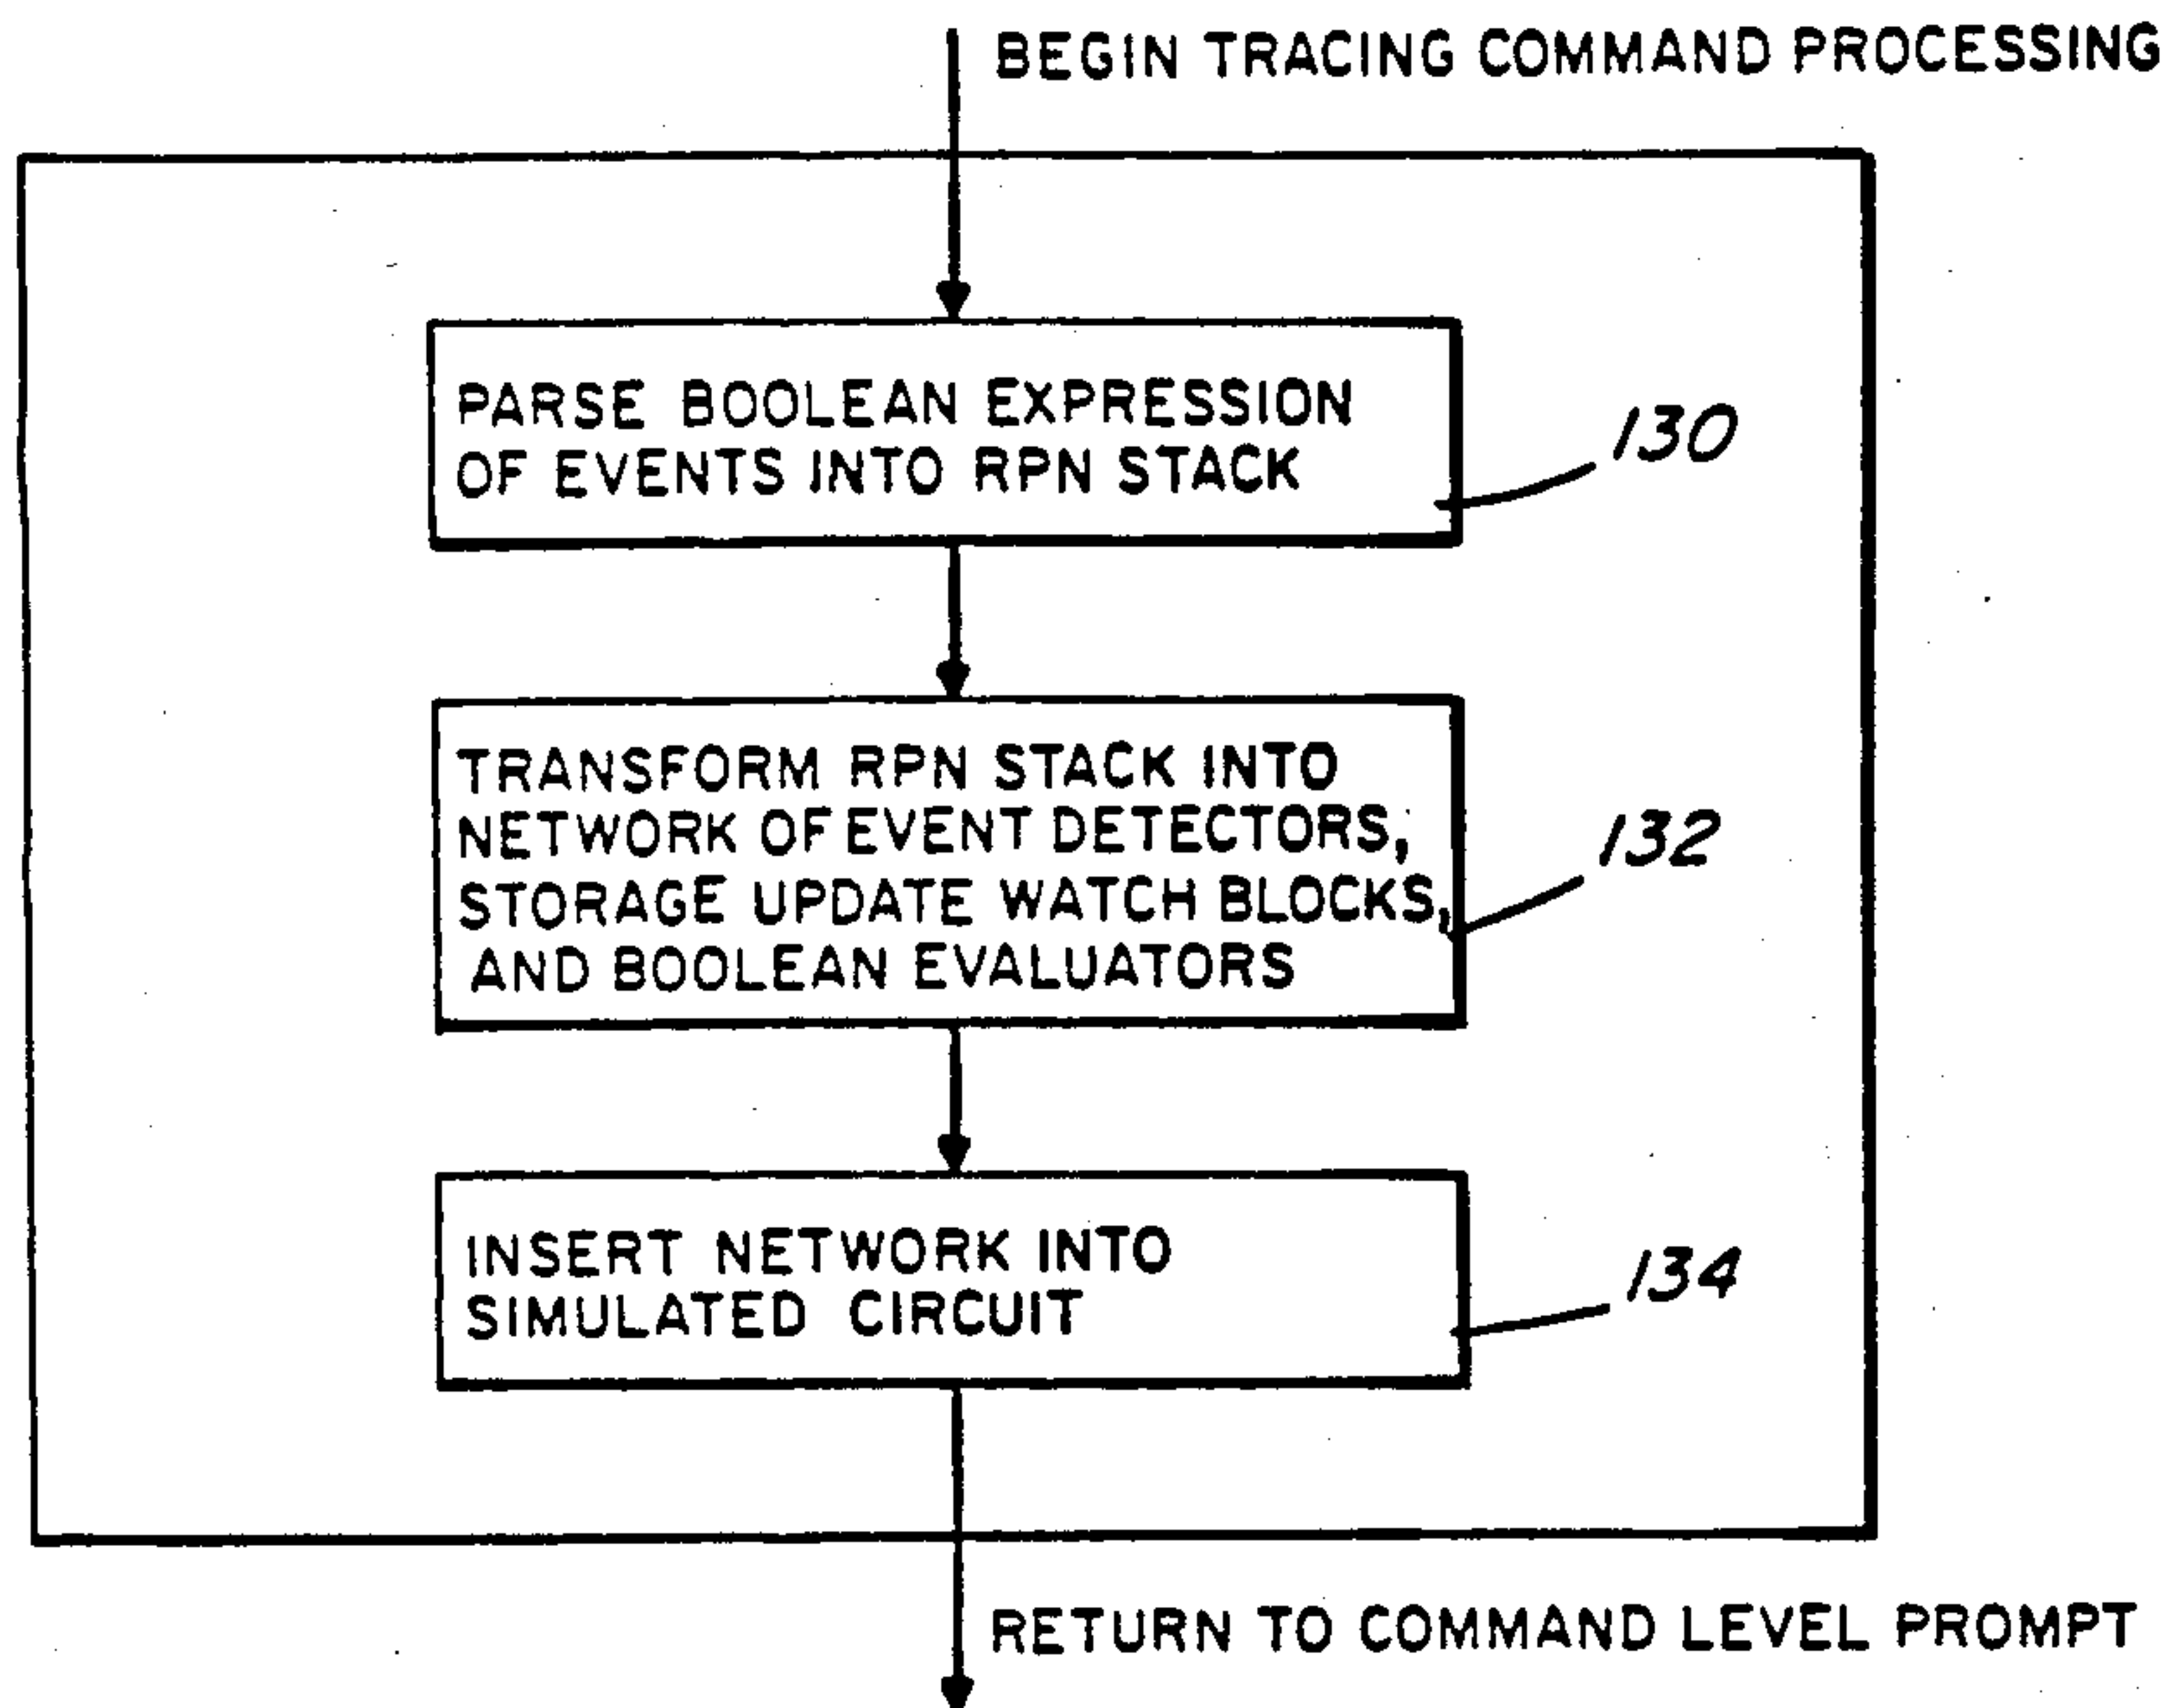 BEGIN TRACING COMMAND PROCESSING
PARSE BOOLEAN EXPRESSION
OF EVENTS INTO RPN STACK
130
TRANSFORM RPN STACK INTO
NETWORK OF EVENT DETECTORS,
STORAGE UPDATE WATCH BLOCKS,
AND BOOLEAN EVALUATORS
132
INSERT NETWORK INTO
SIMULATED CIRCUIT
134
RETURN TO COMMAND LEVEL PROMPT